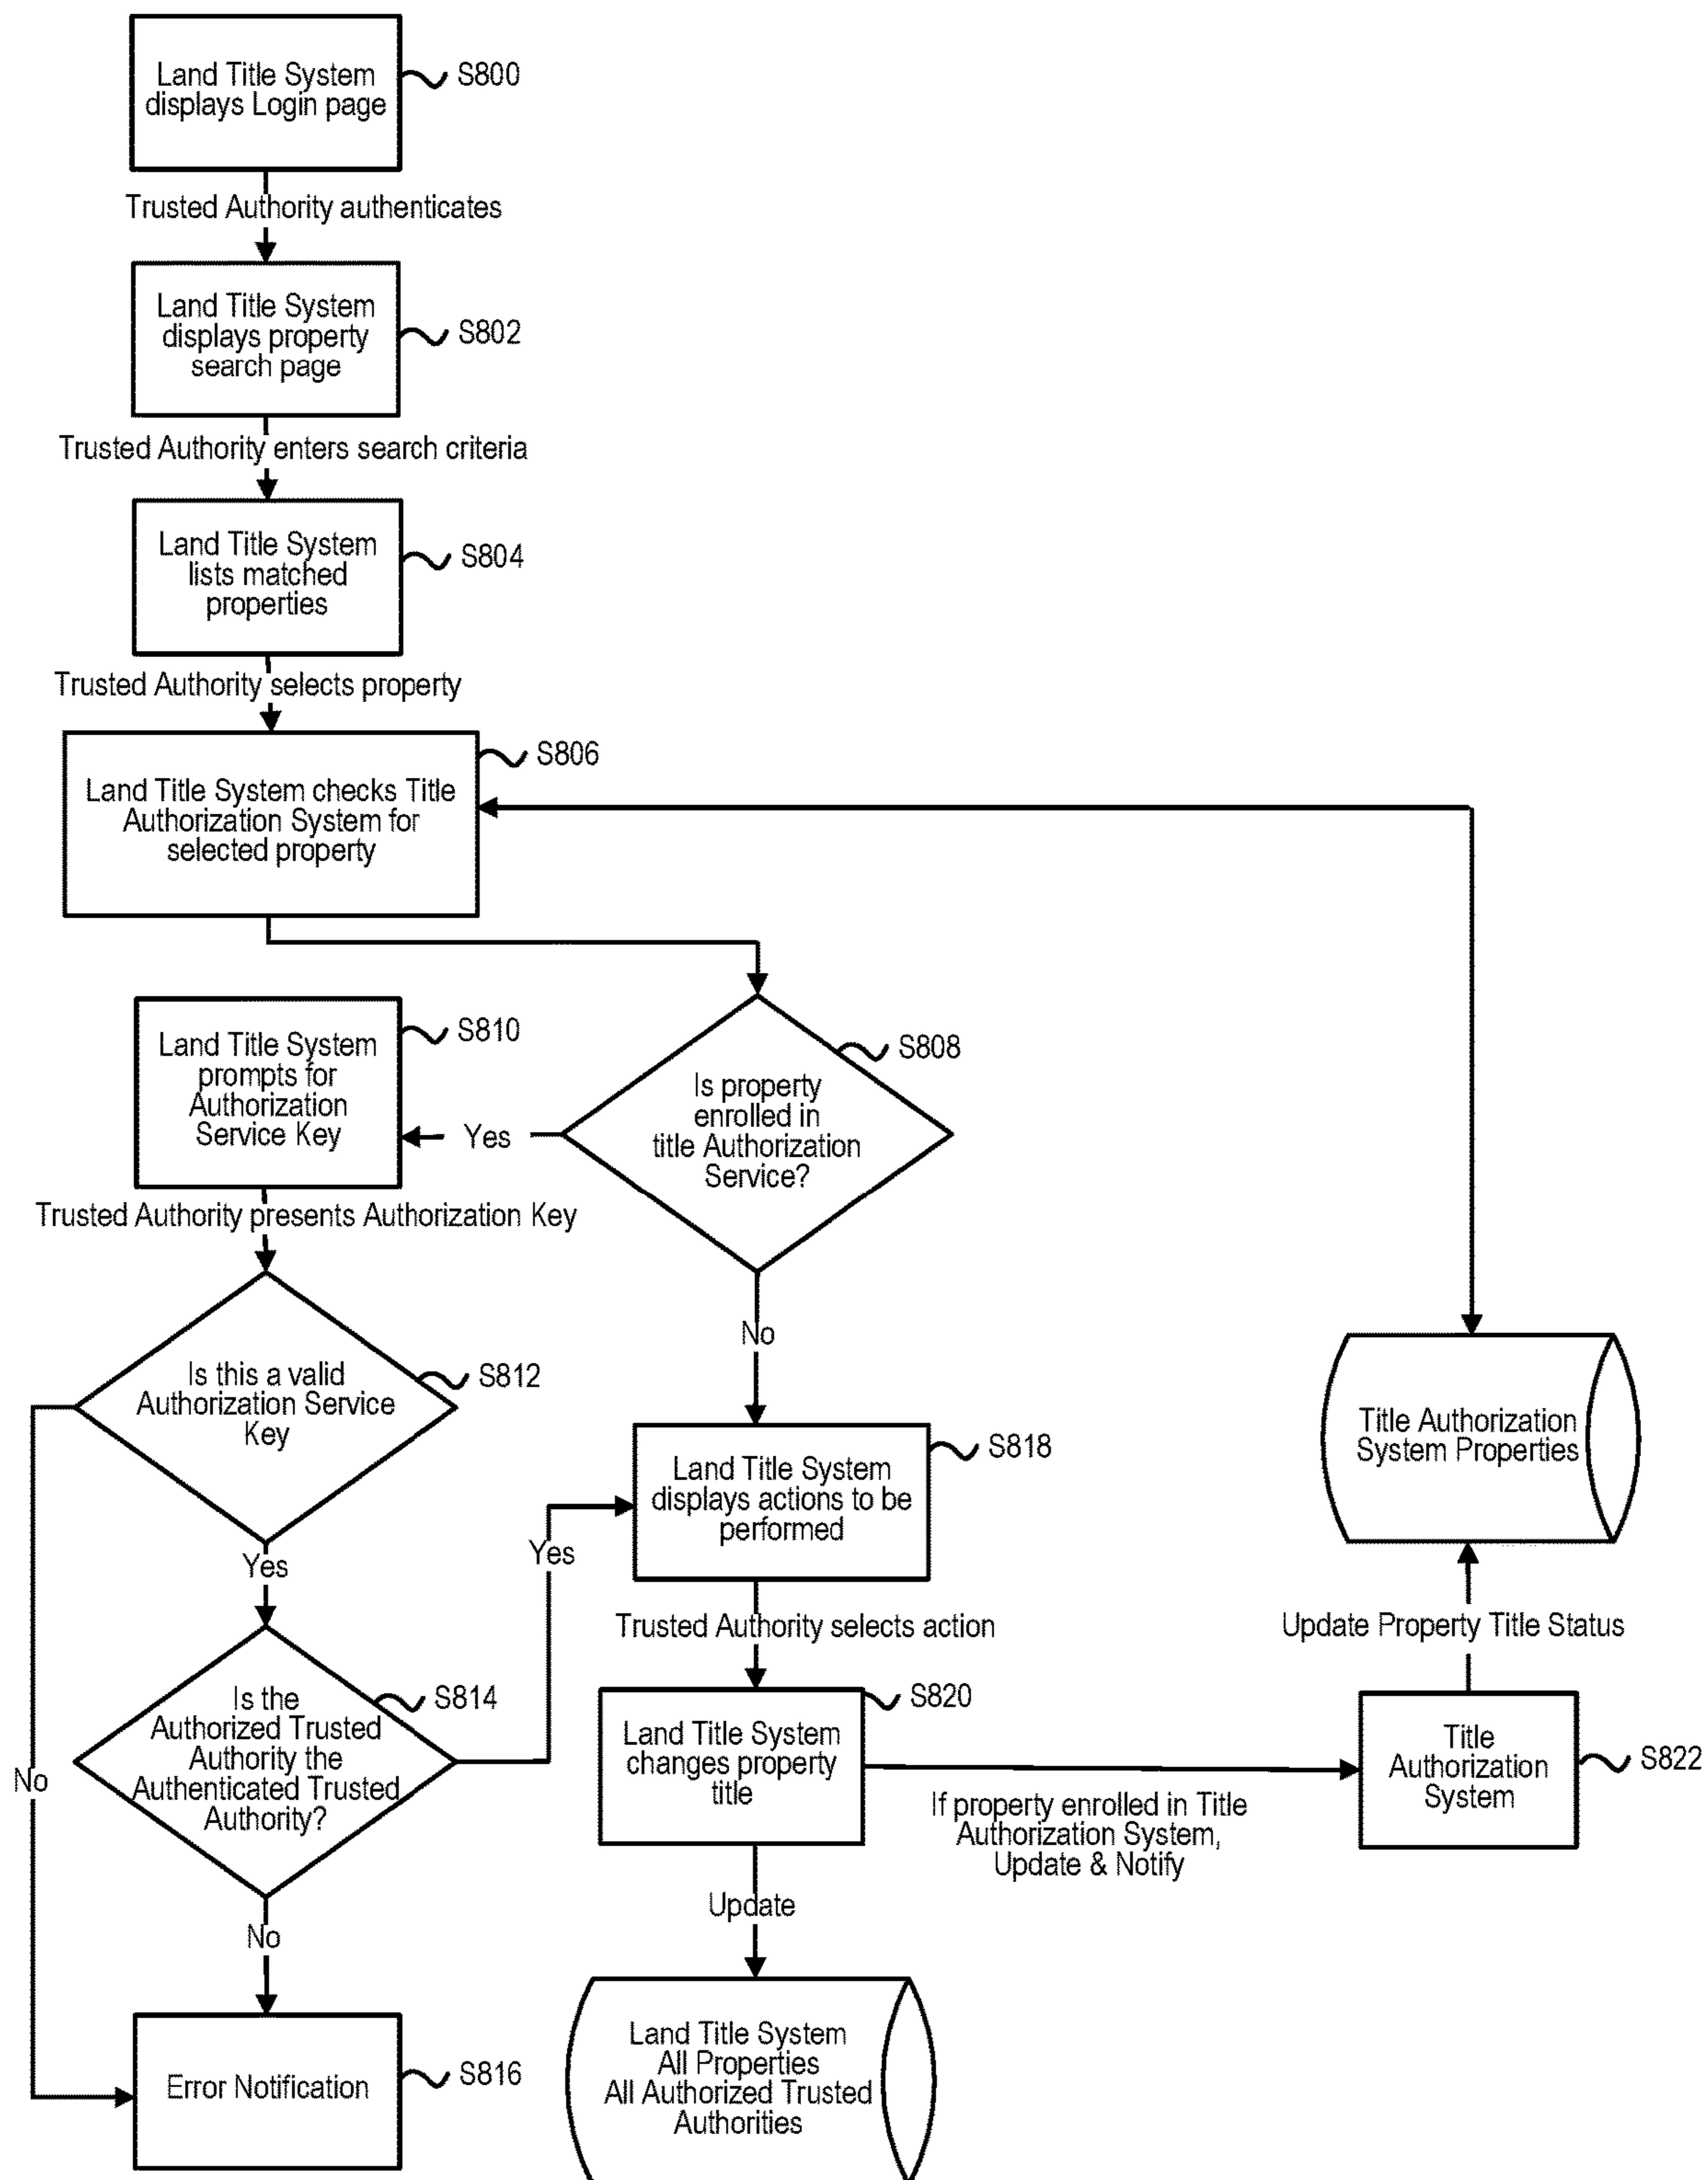 Land Title System
displays Login page
S800
Trusted Authority authenticates
Land Title System
displays property
search page
S802
Trusted Authority enters search criteria
Land Title System
lists matched
properties
S804
Trusted Authority selects property
S806
Land Title System checks Title
Authorization System for
selected property
S810
Land Title System
prompts for
Authorization
Service Key
S808
Is property
enrolled in
title Authorization
Service?
Yes
Trusted Authority presents Authorization Key
No
Is this a valid
Authorization Service
Key
S812
Title Authorization
System Properties
S818
Land Title System
displays actions to be
performed
Yes
Yes
Trusted Authority selects action
Update Property Title Status
Is the
Authorized Trusted
Authority the
Authenticated Trusted
Authority?
S814
No
S820
Land Title System
changes property
title
Title
Authorization
System
S822
If property enrolled in Title
Authorization System,
Update & Notify
Update
No
Error Notification
S816
Land Title System
All Properties
All Authorized Trusted
Authorities